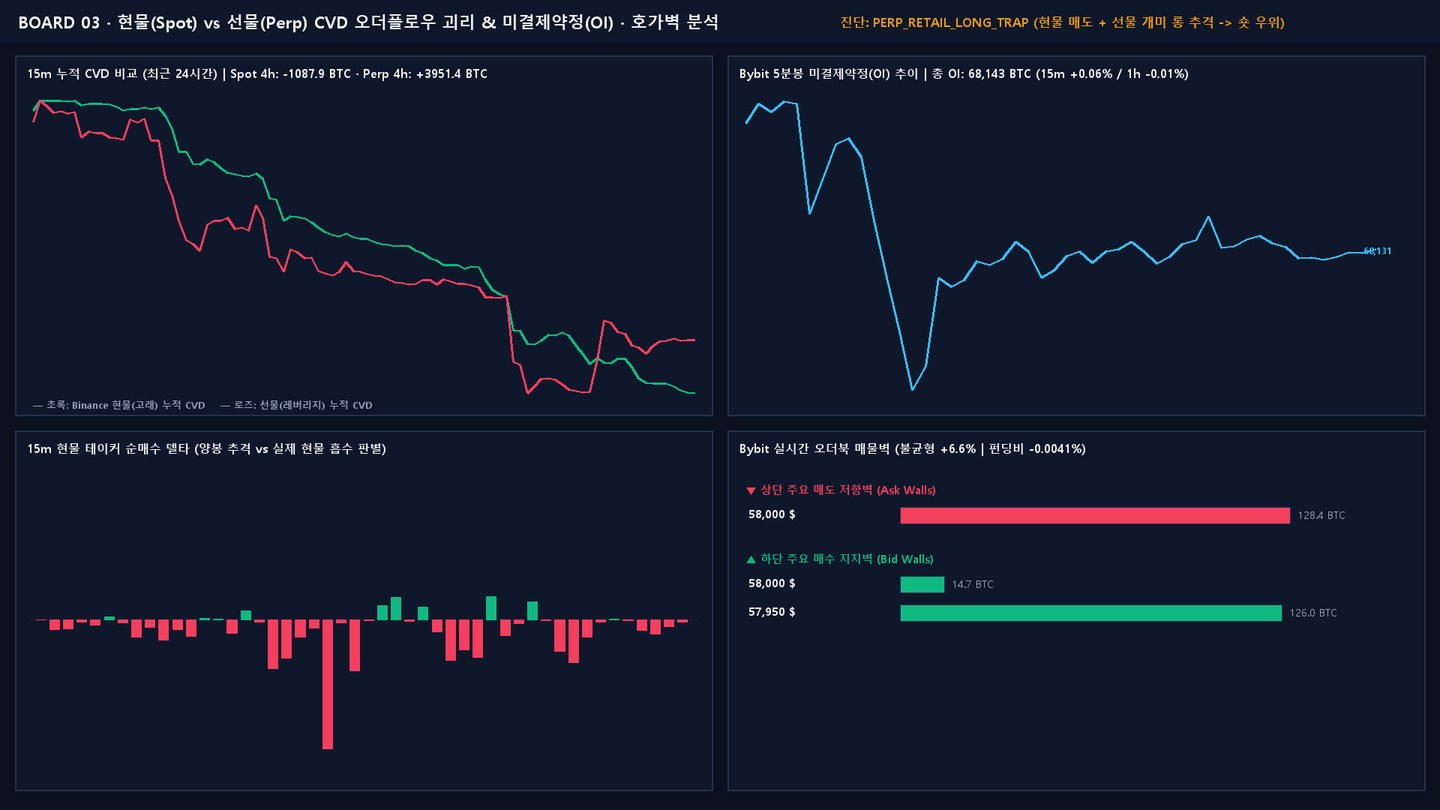 BOARD 03 · 현물(Spot) vs 선물(Perp) CVD 오더플로우 괴리 & 미결제약정(OI) · 호가벽 분석
진단: PERP_RETAIL_LONG_TRAP (현물 매도 + 선물 개미 롱 추격 -> 숏 우위)
15m 누적 CVD 비교 (최근 24시간) | Spot 4h: -1087.9 BTC · Perp 4h: +3951.4 BTC
— 초록: Binance 현물(고래) 누적 CVD — 로즈: 선물(레버리지) 누적 CVD
Bybit 5분봉 미결제약정(OI) 추이 | 총 OI: 68,143 BTC (15m +0.06% / 1h -0.01%)
68,131
15m 현물 테이커 순매수 델타 (양봉 추격 vs 실제 현물 흡수 판별)
Bybit 실시간 오더북 매물벽 (불균형 +6.6% | 펀딩비 -0.0041%)
▼ 상단 주요 매도 저항벽 (Ask Walls)
58,000 $ 128.4 BTC
▲ 하단 주요 매수 지지벽 (Bid Walls)
58,000 $ 14.7 BTC
57,950 $ 126.0 BTC